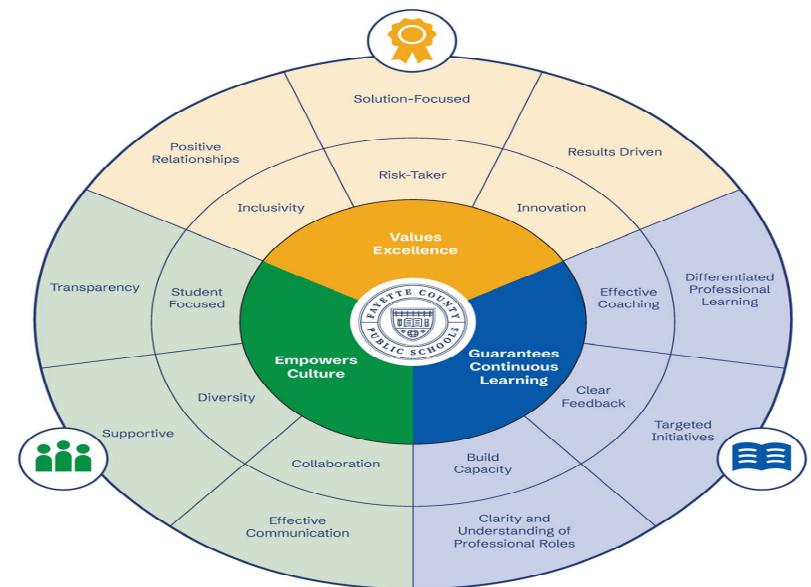 Solution-Focused
Positive
Relationships
Results Driven
Risk-Taker
Inclusivity
Innovation
Values
Excellence
Transparency
Student
Focused
Effective
Coaching
Differentiated
Professional
Learning
FAYETTE COUNTY
PUBLIC SCHOOLS
Empowers
Culture
Guarantees
Continuous
Learning
Diversity
Clear
Feedback
Supportive
Targeted
Initiatives
Collaboration
Build
Capacity
Effective
Communication
Clarity and
Understanding of
Professional Roles